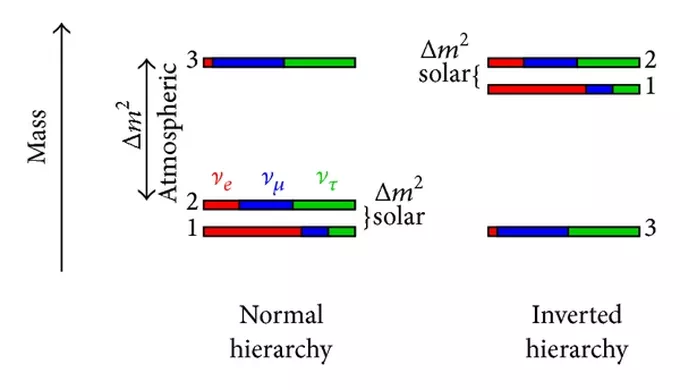 Mass
Δm²
Atmospheric
3
ν_e ν_μ ν_τ
2
1
Δm²
}solar
Normal
hierarchy
Δm²
solar{
2
1
3
Inverted
hierarchy